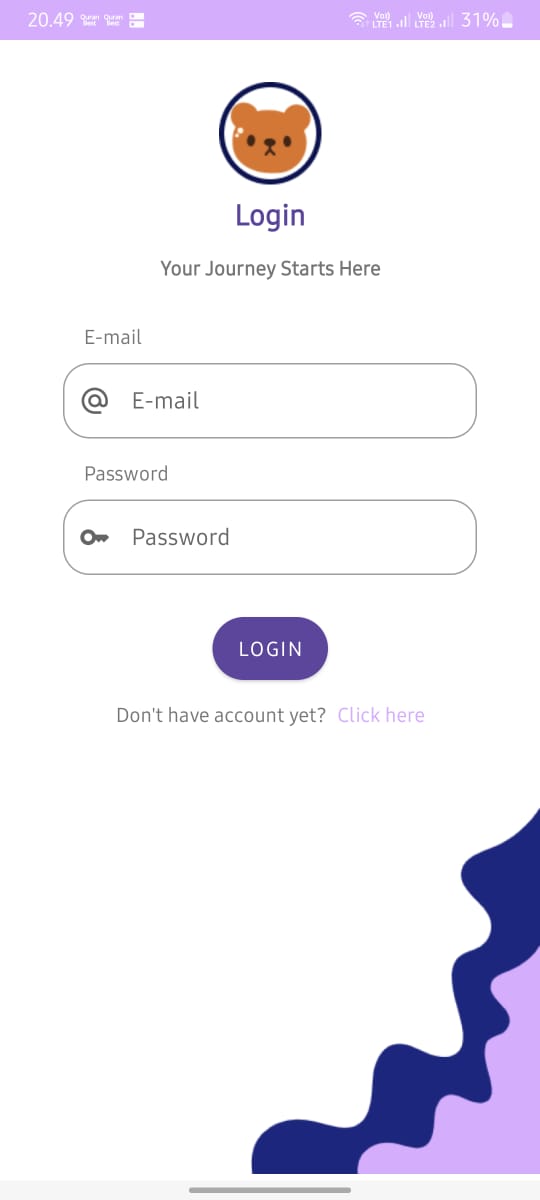 20.49 Quran Best Quran Best Vo)) LTE1 Vo)) LTE2 31%
Login
Your Journey Starts Here
E-mail
E-mail
Password
Password
LOGIN
Don't have account yet? Click here